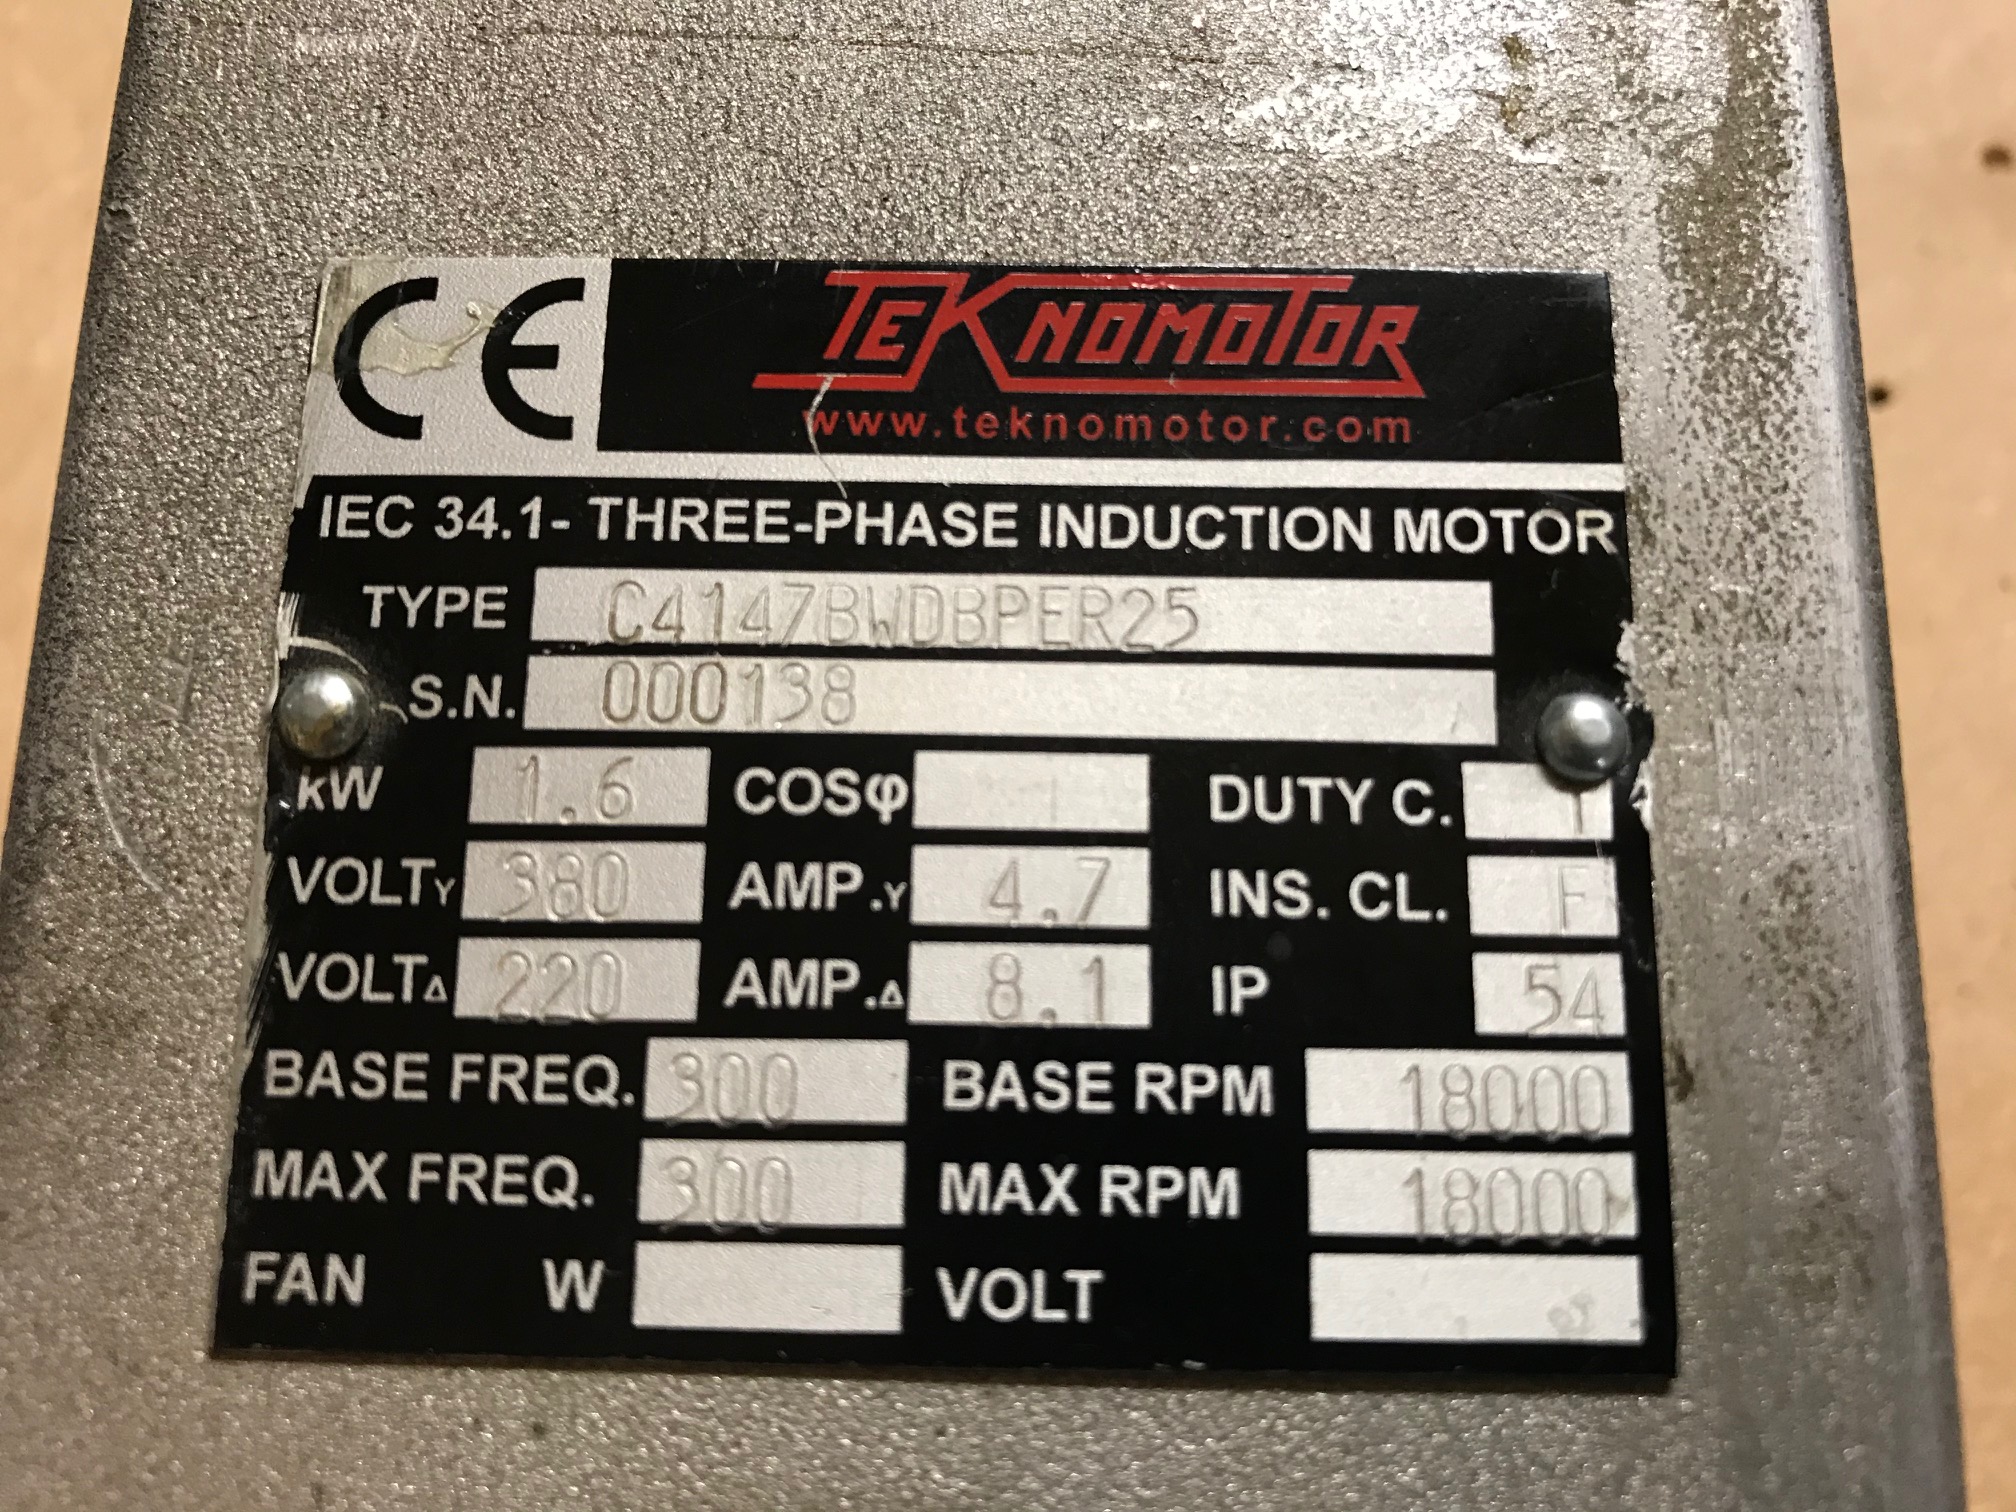 CE TEKNOMOTOR
www.teknomotor.com
IEC 34.1- THREE-PHASE INDUCTION MOTOR
TYPE C4147BWDBPER25
S.N. 000138
kW 1.6 COSφ DUTY C. 1
VOLTY 380 AMP.Y 4.7 INS. CL. F
VOLTΔ 220 AMP.Δ 8.1 IP 54
BASE FREQ. 300 BASE RPM 18000
MAX FREQ. 300 MAX RPM 18000
FAN W VOLT